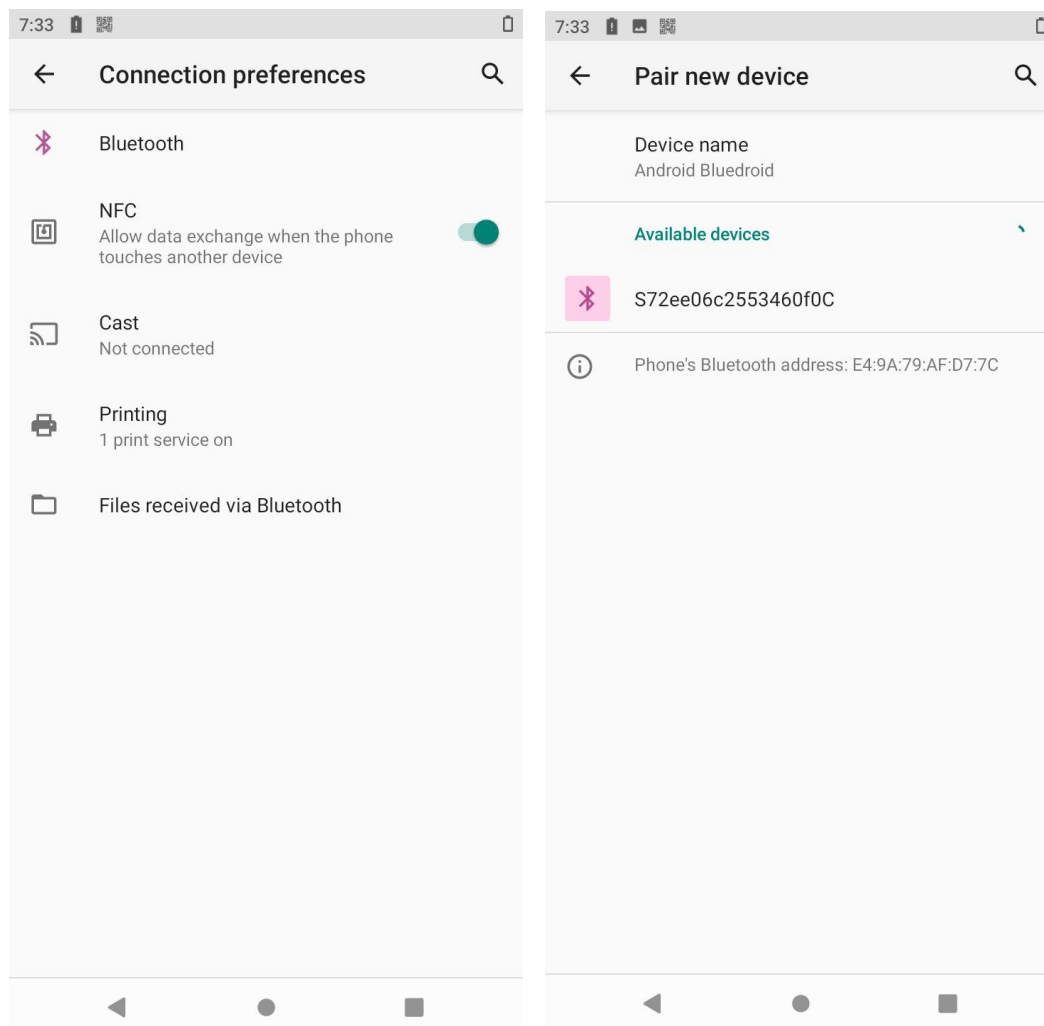 7:33
Connection preferences
Bluetooth
NFC
Allow data exchange when the phone
touches another device
Cast
Not connected
Printing
1 print service on
Files received via Bluetooth
7:33
Pair new device
Device name
Android Bluedroid
Available devices
S72ee06c2553460f0C
Phone's Bluetooth address: E4:9A:79:AF:D7:7C